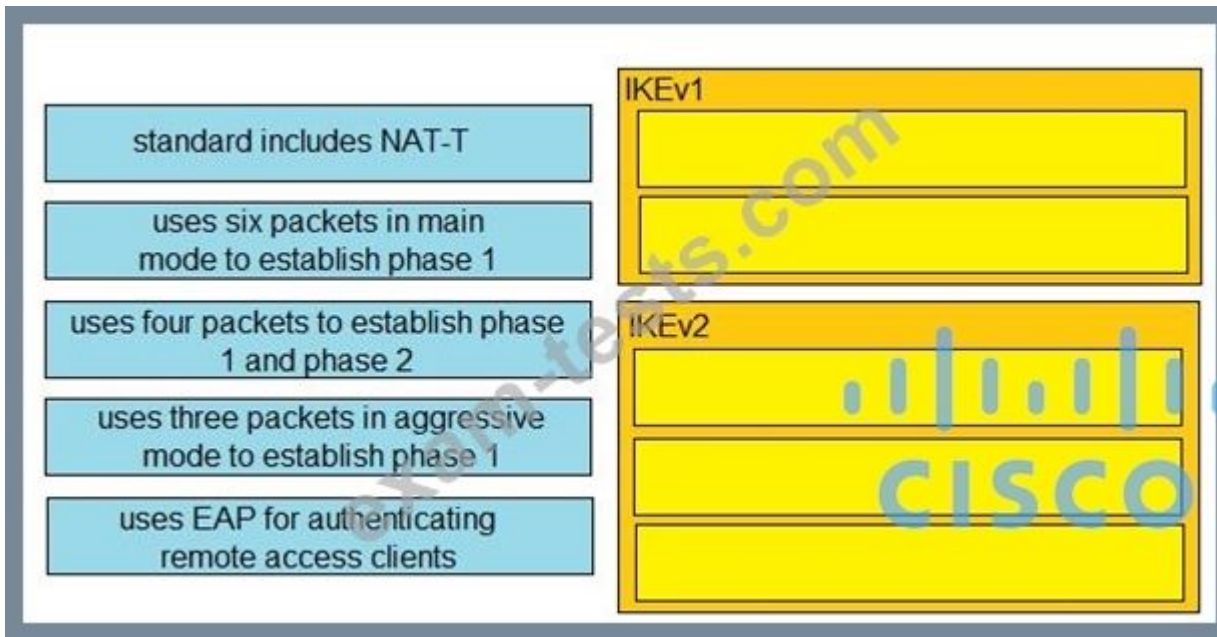 standard includes NAT-T
uses six packets in main
mode to establish phase 1
uses four packets to establish phase
1 and phase 2
uses three packets in aggressive
mode to establish phase 1
uses EAP for authenticating
remote access clients
IKEv1
IKEv2
exam-tests.com
CISCO